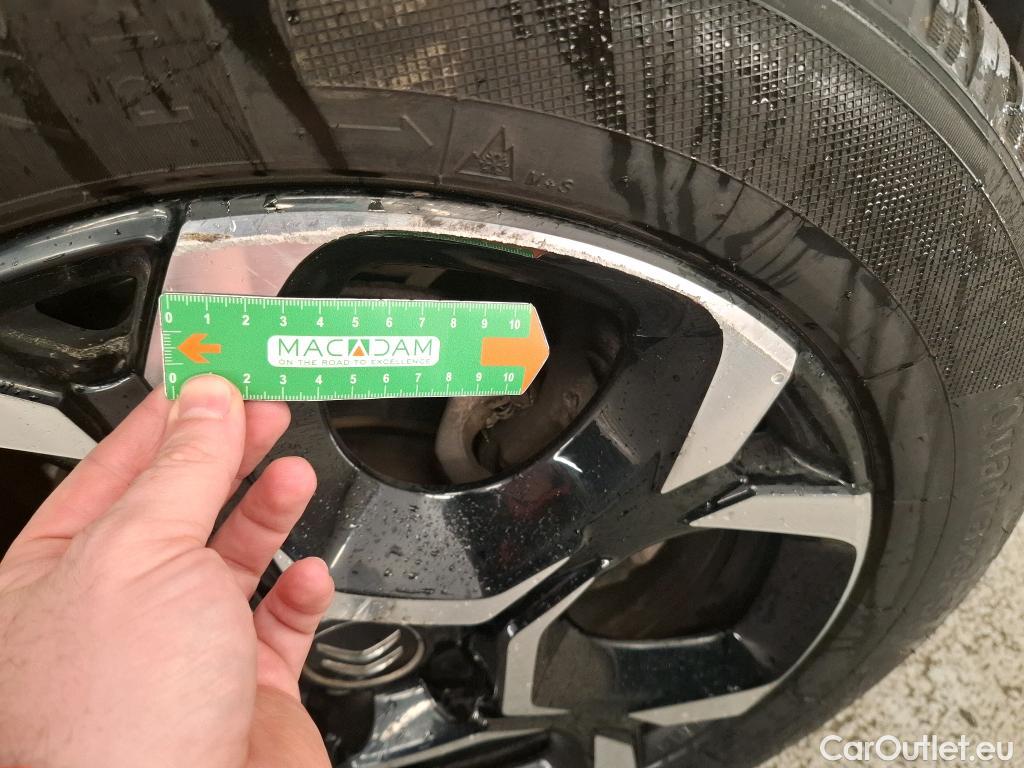 M+S
0 1 2 3 4 5 6 7 8 9 10
MACADAM
ON THE ROAD TO EXCELLENCE
0 1 2 3 4 5 6 7 8 9 10
CarOutlet.eu